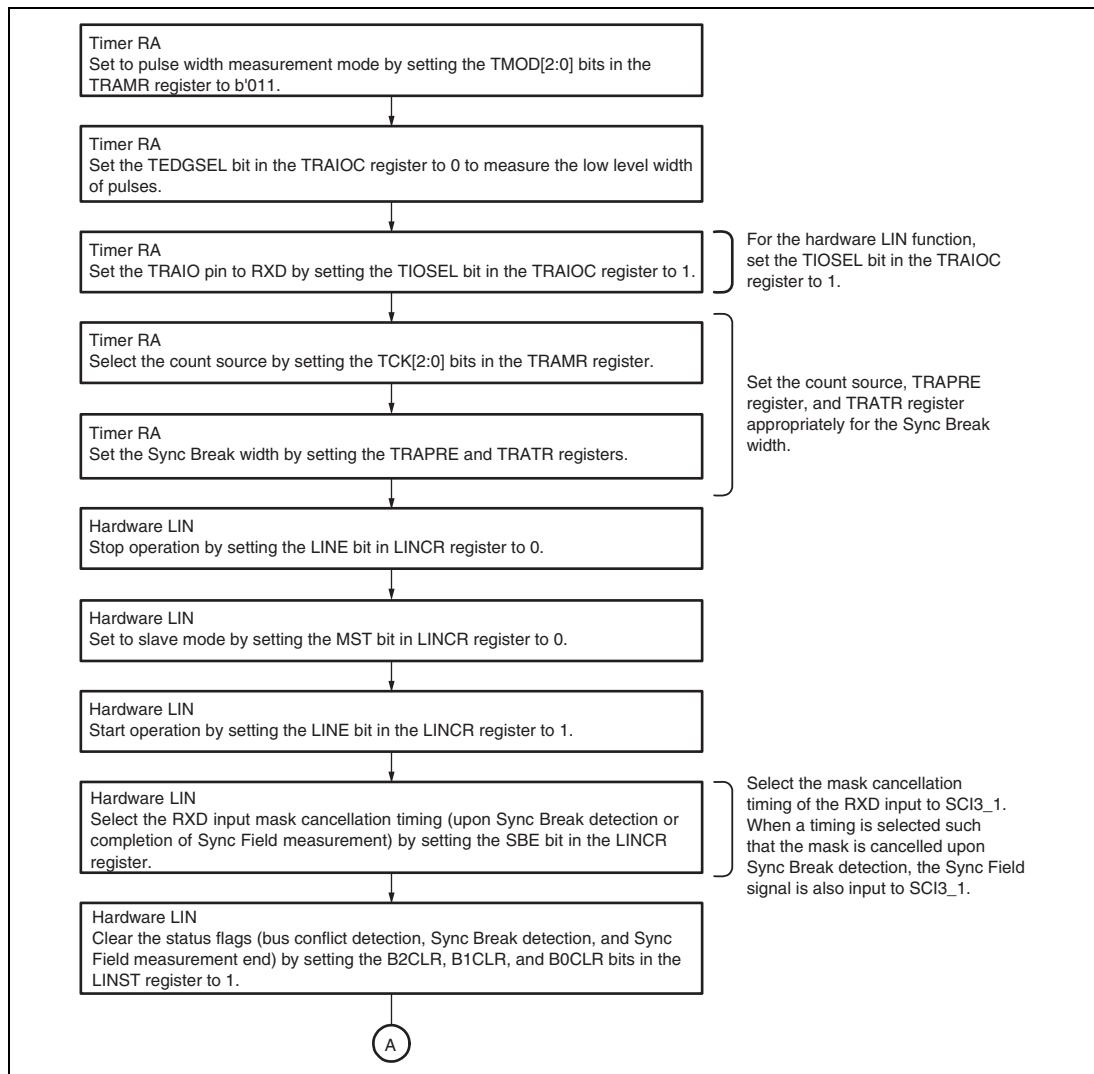 Timer RA
Set to pulse width measurement mode by setting the TMOD[2:0] bits in the
TRAMR register to b'011.
Timer RA
Set the TEDGSEL bit in the TRAIOC register to 0 to measure the low level width
of pulses.
Timer RA
Set the TRAIO pin to RXD by setting the TIOSEL bit in the TRAIOC register to 1.
For the hardware LIN function,
set the TIOSEL bit in the TRAIOC
register to 1.
Timer RA
Select the count source by setting the TCK[2:0] bits in the TRAMR register.
Timer RA
Set the Sync Break width by setting the TRAPRE and TRATR registers.
Set the count source, TRAPRE
register, and TRATR register
appropriately for the Sync Break
width.
Hardware LIN
Stop operation by setting the LINE bit in LINCR register to 0.
Hardware LIN
Set to slave mode by setting the MST bit in LINCR register to 0.
Hardware LIN
Start operation by setting the LINE bit in the LINCR register to 1.
Hardware LIN
Select the RXD input mask cancellation timing (upon Sync Break detection or
completion of Sync Field measurement) by setting the SBE bit in the LINCR
register.
Select the mask cancellation
timing of the RXD input to SCI3_1.
When a timing is selected such
that the mask is cancelled upon
Sync Break detection, the Sync Field
signal is also input to SCI3_1.
Hardware LIN
Clear the status flags (bus conflict detection, Sync Break detection, and Sync
Field measurement end) by setting the B2CLR, B1CLR, and B0CLR bits in the
LINST register to 1.
A